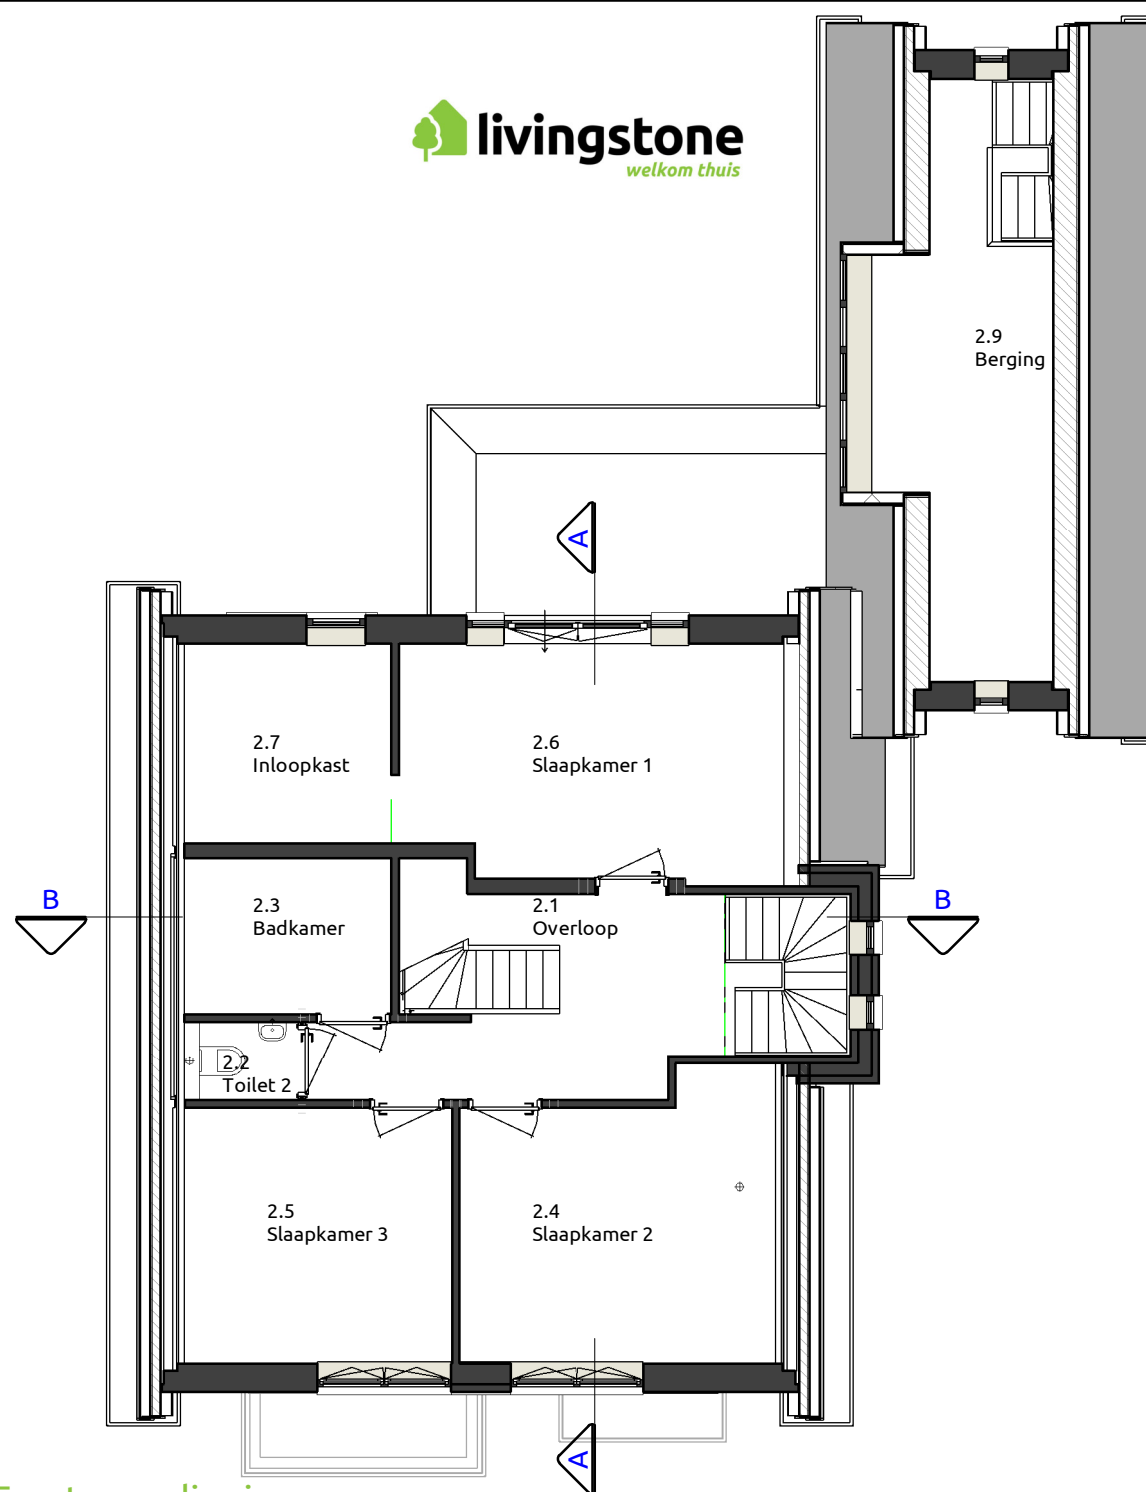 livingstone
welkom thuis
2.9
Berging
A
2.7
Inloopkast
2.6
Slaapkamer 1
B
2.3
Badkamer
2.1
Overloop
B
2.2
Toilet 2
2.5
Slaapkamer 3
2.4
Slaapkamer 2
A